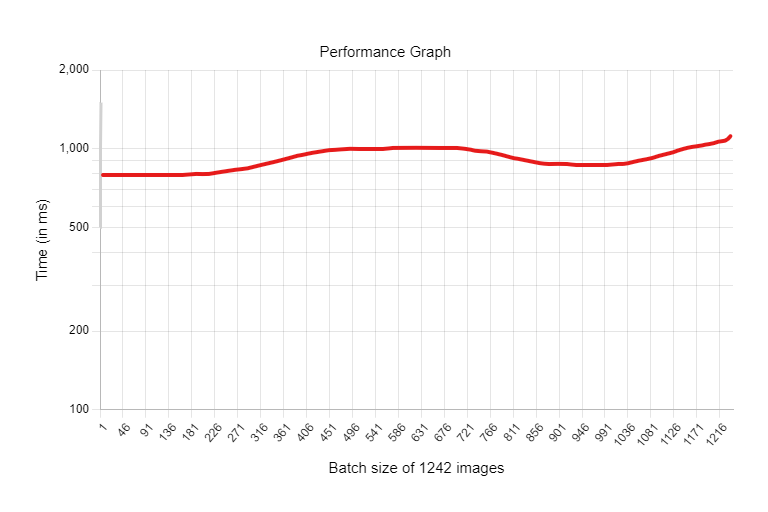 Performance Graph
2,000
1,000
500
200
100
Time (in ms)
1 46 91 136 181 226 271 316 361 406 451 496 541 586 631 676 721 766 811 856 901 946 991 1036 1081 1126 1171 1216
Batch size of 1242 images